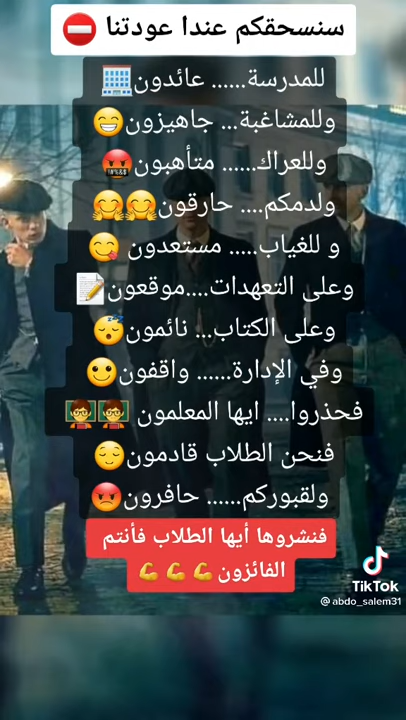 سنسحقكم عندا عودتنا ⛔
للمدرسة...... عائدون🏢
وللمشاغبة... جاهيزون😁
وللعراك...... متأهبون🤬
ولدمكم.... حارقون🤗🤗
و للغياب..... مستعدون 😋
وعلى التعهدات....موقعون📝
وعلى الكتاب... نائمون😴
وفي الإدارة...... واقفون☺
فحذروا.... ايها المعلمون 👨‍🏫👨‍🏫
فنحن الطلاب قادمون😌
ولقبوركم...... حافرون😡
فنشروها أيها الطلاب فأنتم
الفائزون💪💪💪
TikTok
@abdo_salem31